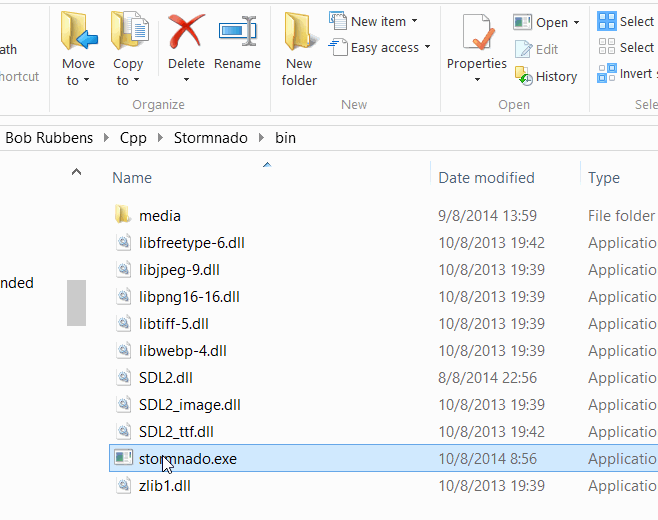 ath
hortcut
Move to
Copy to
Delete
Rename
Organize
New folder
New item
Easy access
New
Properties
Open
Edit
History
Open
Select
Select
Invert s
Sele
Bob Rubbens Cpp Stormnado bin
nded
Name Date modified Type
media 9/8/2014 13:59 File folder
libfreetype-6.dll 10/8/2013 19:42 Applicatio
libjpeg-9.dll 10/8/2013 19:39 Applicatio
libpng16-16.dll 10/8/2013 19:39 Applicatio
libtiff-5.dll 10/8/2013 19:39 Applicatio
libwebp-4.dll 10/8/2013 19:39 Applicatio
SDL2.dll 8/8/2014 22:56 Applicatio
SDL2_image.dll 10/8/2013 19:39 Applicatio
SDL2_ttf.dll 10/8/2013 19:42 Applicatio
stormnado.exe 10/8/2014 8:56 Applicatio
zlib1.dll 10/8/2013 19:39 Applicatio